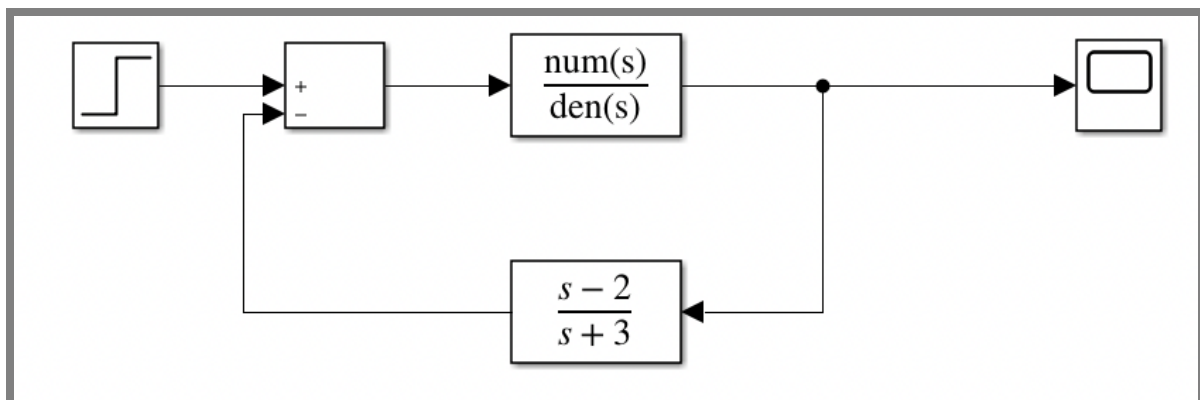 +
−
num(s)
den(s)
s − 2
s + 3